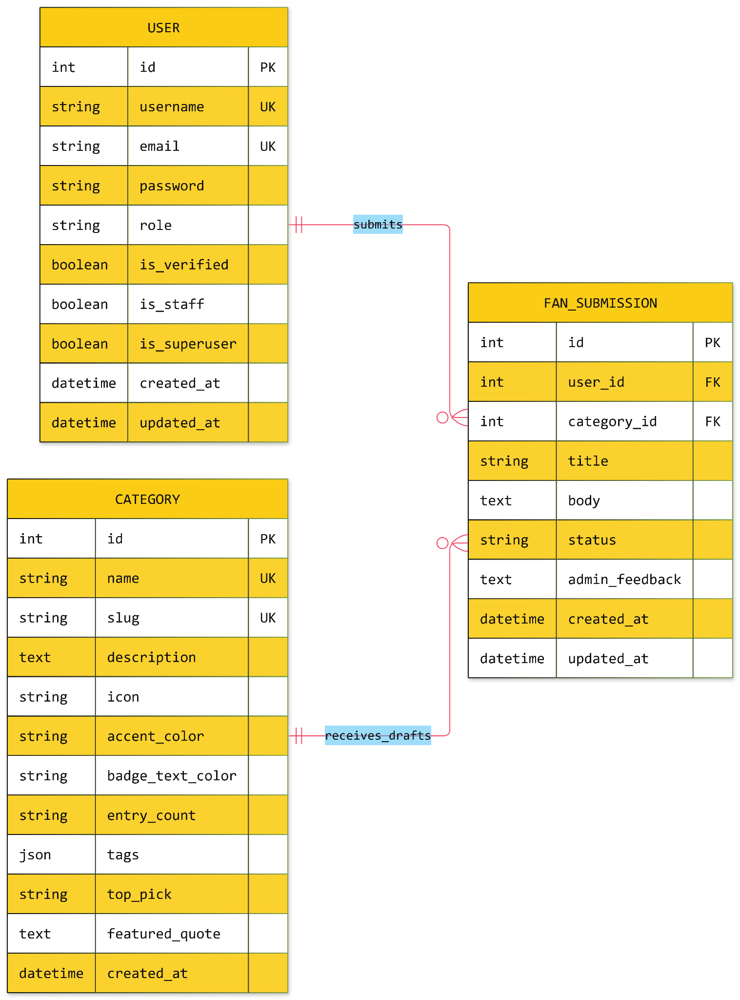 USER
int id PK
string username UK
string email UK
string password
string role
boolean is_verified
boolean is_staff
boolean is_superuser
datetime created_at
datetime updated_at
submits
FAN_SUBMISSION
int id PK
int user_id FK
int category_id FK
string title
text body
string status
text admin_feedback
datetime created_at
datetime updated_at
CATEGORY
int id PK
string name UK
string slug UK
text description
string icon
string accent_color
string badge_text_color
string entry_count
json tags
string top_pick
text featured_quote
datetime created_at
receives_drafts